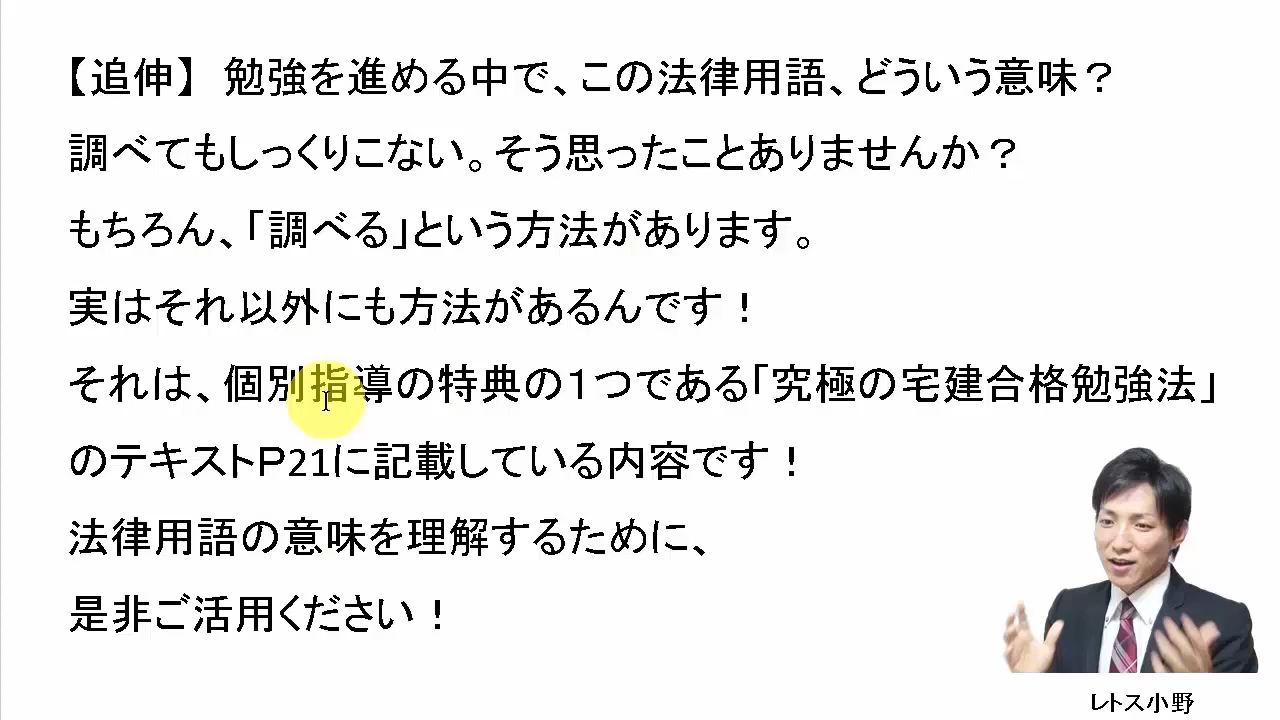 【追伸】 勉強を進める中で、この法律用語、どういう意味？
調べてもしっくりこない。そう思ったことありませんか？
もちろん、「調べる」という方法があります。
実はそれ以外にも方法があるんです！
それは、個別指導の特典の１つである「究極の宅建合格勉強法」
のテキストP21に記載している内容です！
法律用語の意味を理解するために、
是非ご活用ください！
レトス小野